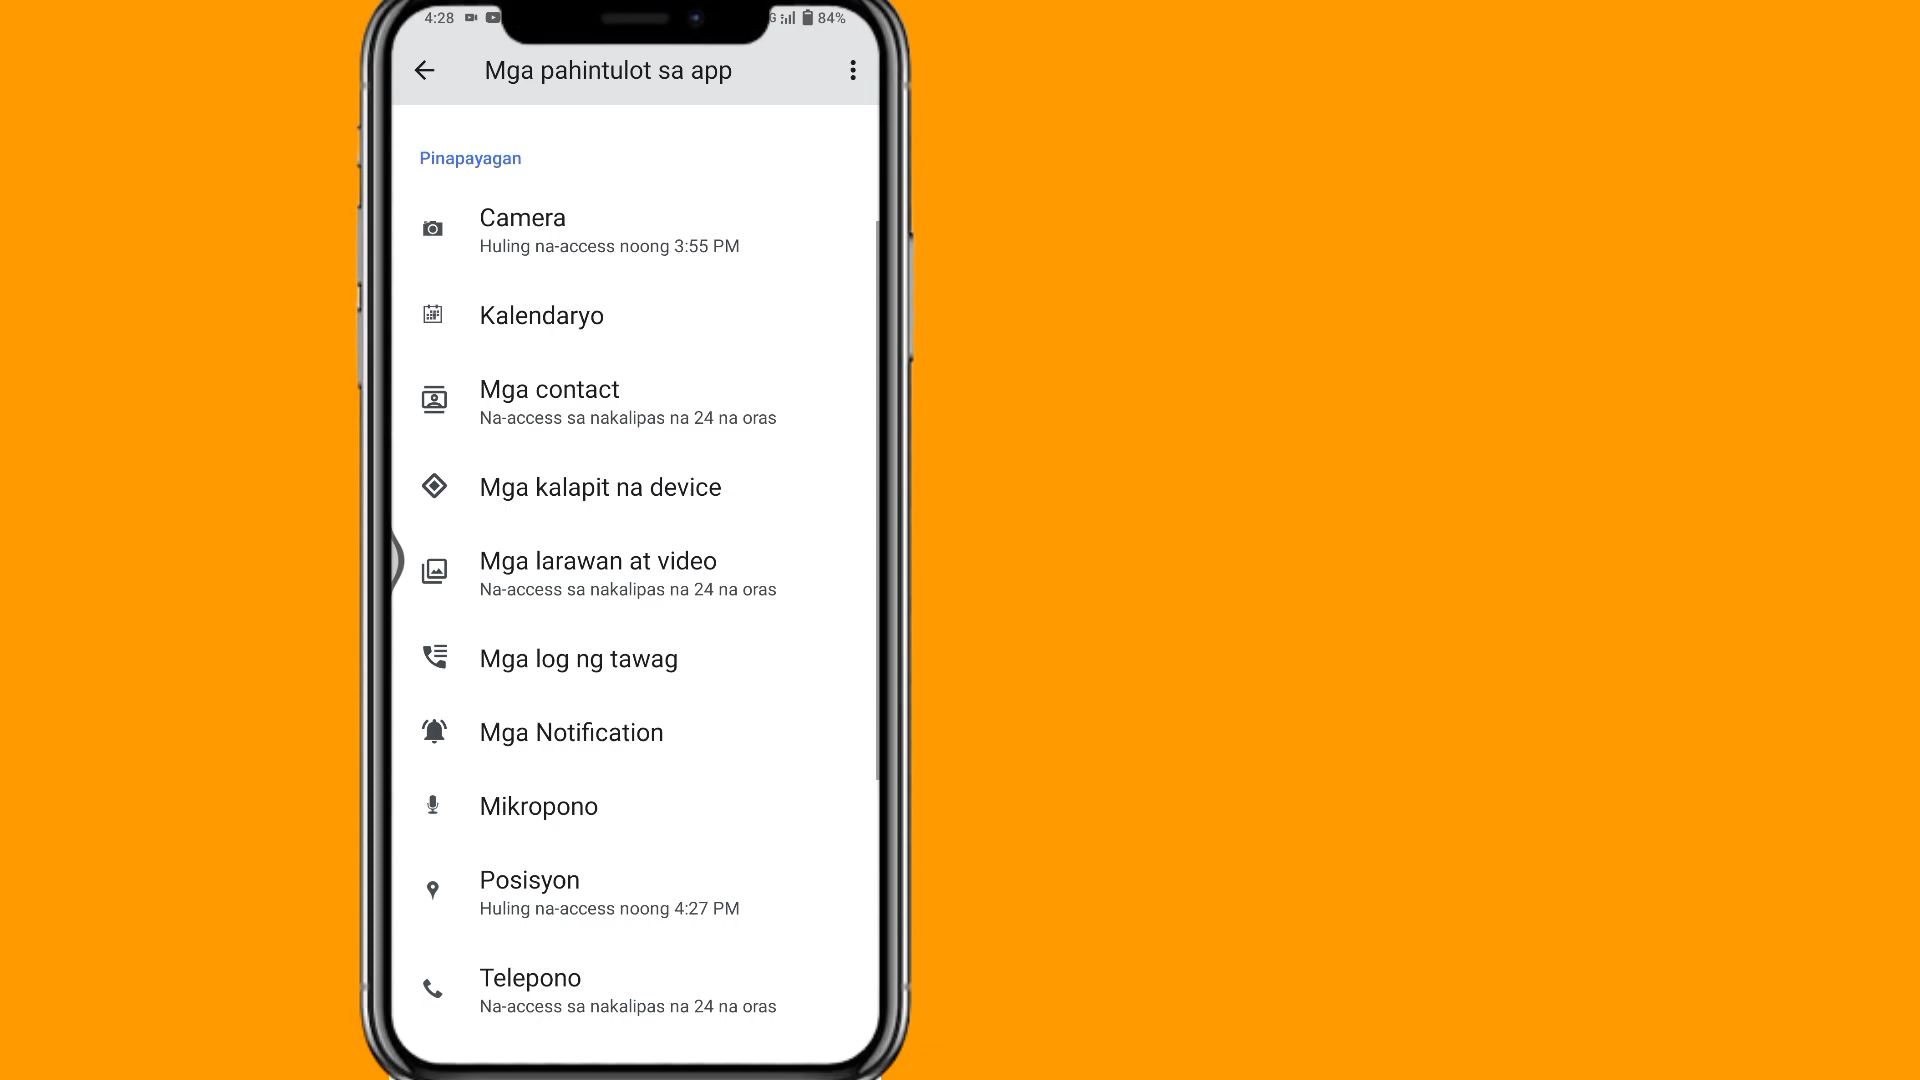 4:28
G 84%
Mga pahintulot sa app
Pinapayagan
Camera
Huling na-access noong 3:55 PM
Kalendaryo
Mga contact
Na-access sa nakalipas na 24 na oras
Mga kalapit na device
Mga larawan at video
Na-access sa nakalipas na 24 na oras
Mga log ng tawag
Mga Notification
Mikropono
Posisyon
Huling na-access noong 4:27 PM
Telepono
Na-access sa nakalipas na 24 na oras